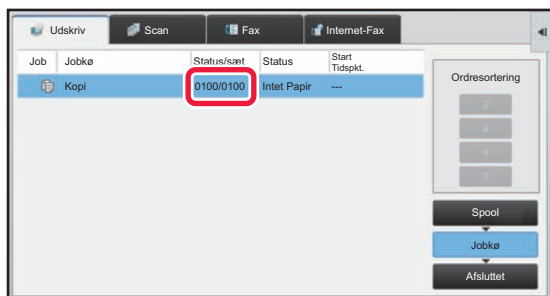 Udskriv
Scan
Fax
Internet-Fax
Job Jobkø Status/sæt Status Start Tidspkt.
Kopi 0100/0100 Intet Papir ---
Ordresortering
Spool
Jobkø
Afsluttet